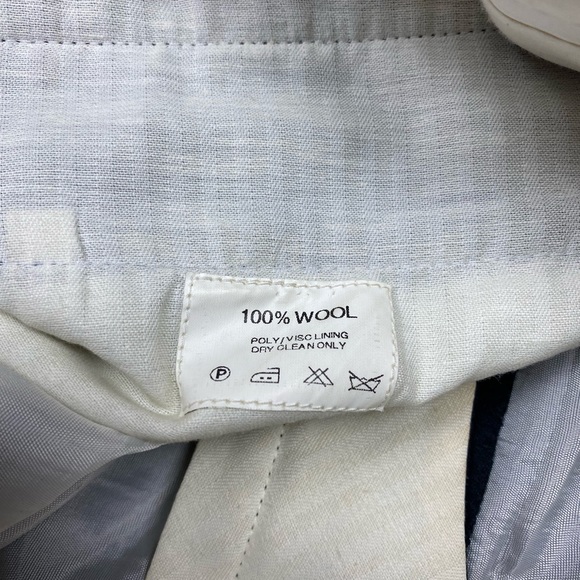 100% WOOL
POLY/VISC LINING
DRY CLEAN ONLY
P